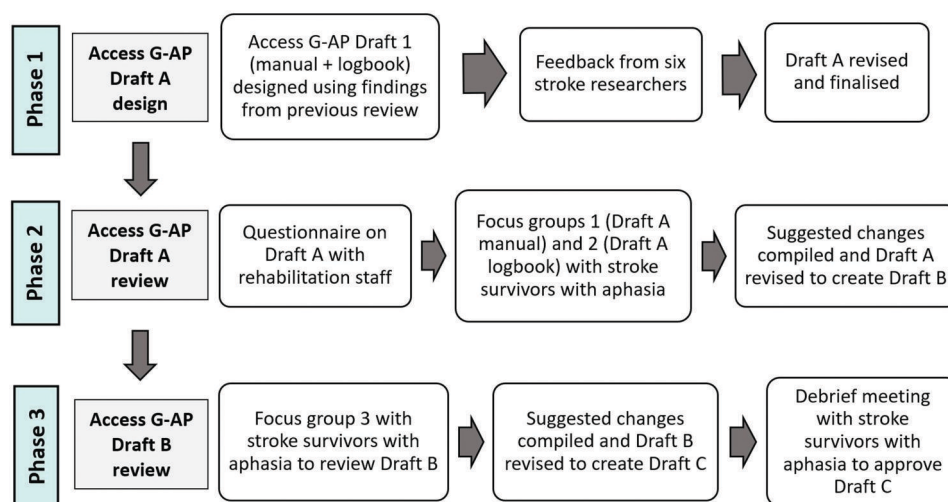 Phase 1
Access G-AP
Draft A
design
Access G-AP Draft 1
(manual + logbook)
designed using findings
from previous review
Feedback from six
stroke researchers
Draft A revised
and finalised
Phase 2
Access G-AP
Draft A
review
Questionnaire on
Draft A with
rehabilitation staff
Focus groups 1 (Draft A
manual) and 2 (Draft A
logbook) with stroke
survivors with aphasia
Suggested changes
compiled and Draft A
revised to create Draft B
Phase 3
Access G-AP
Draft B
review
Focus group 3 with
stroke survivors with
aphasia to review Draft B
Suggested changes
compiled and Draft B
revised to create Draft C
Debrief meeting
with stroke
survivors with
aphasia to approve
Draft C